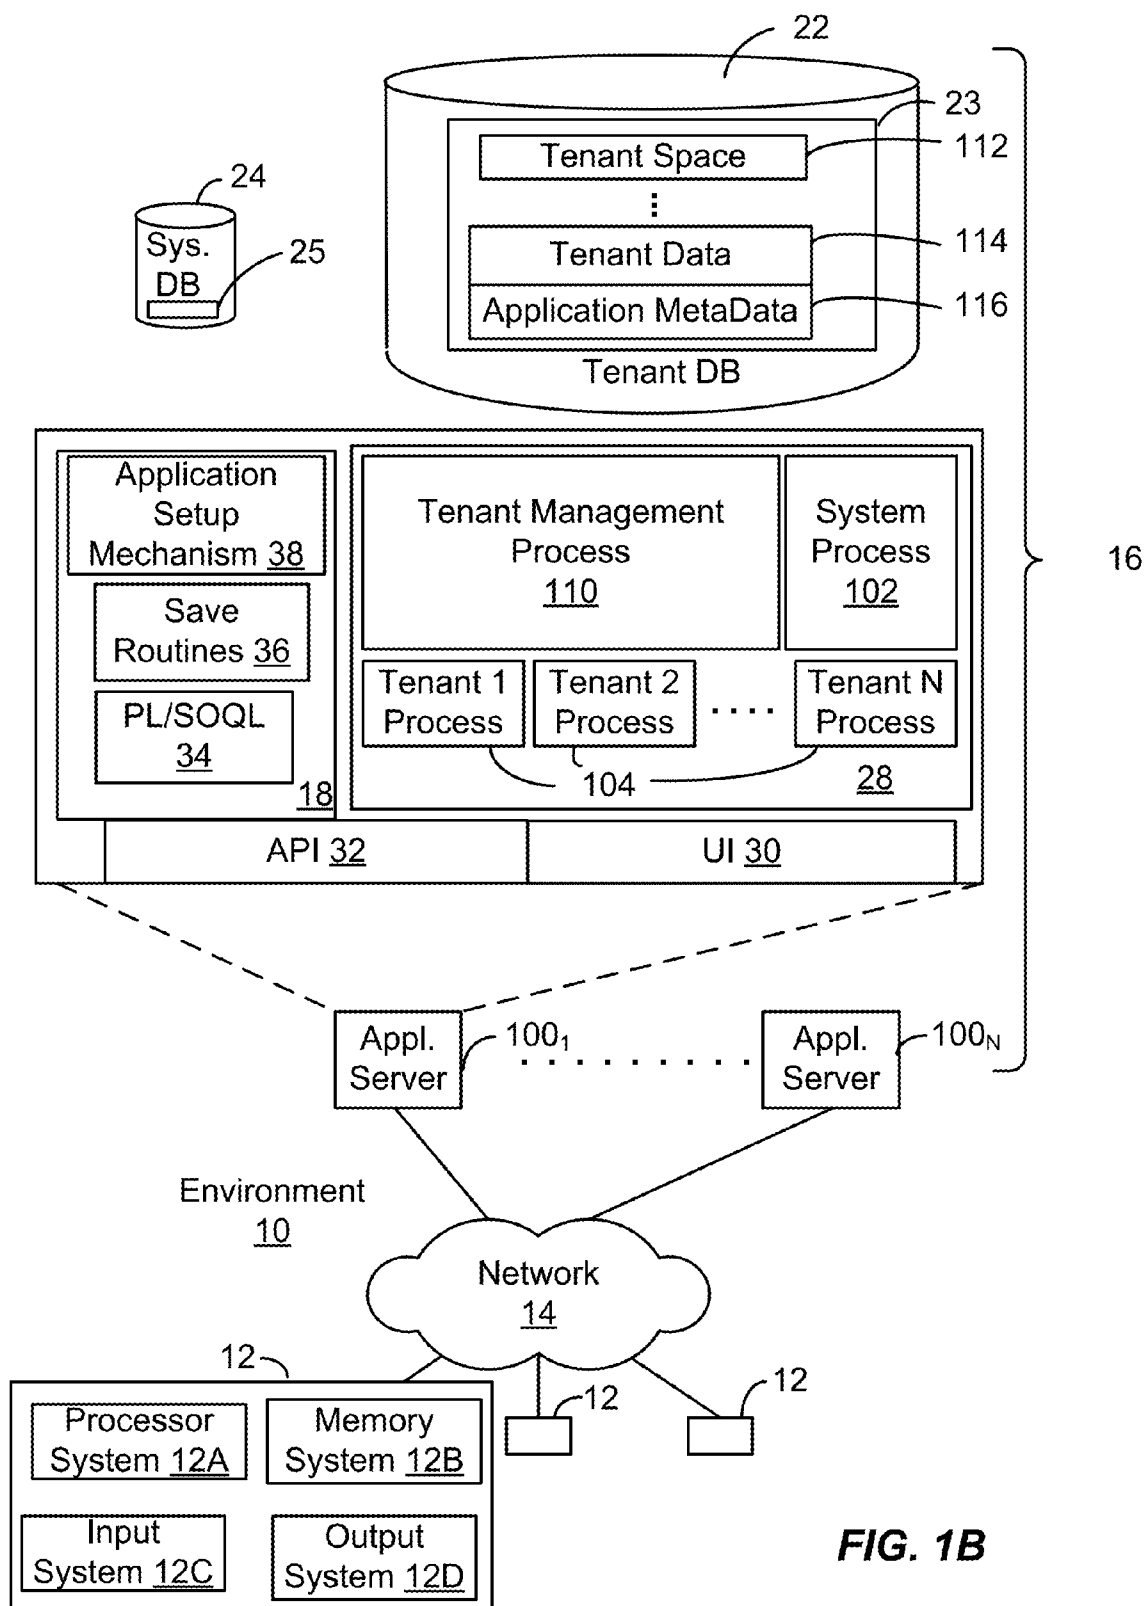 22
23
Tenant Space
112
24
Sys.
DB
25
Tenant Data
114
Application MetaData
116
Tenant DB
16
Application
Setup
Mechanism 38
Tenant Management
Process
110
System
Process
102
Save
Routines 36
PL/SOQL
34
18
Tenant 1
Process
Tenant 2
Process
Tenant N
Process
104
28
API 32
UI 30
Appl.
Server
100₁
Appl.
Server
100N
Environment
10
Network
14
12
12
12
Processor
System 12A
Memory
System 12B
Input
System 12C
Output
System 12D
FIG. 1B